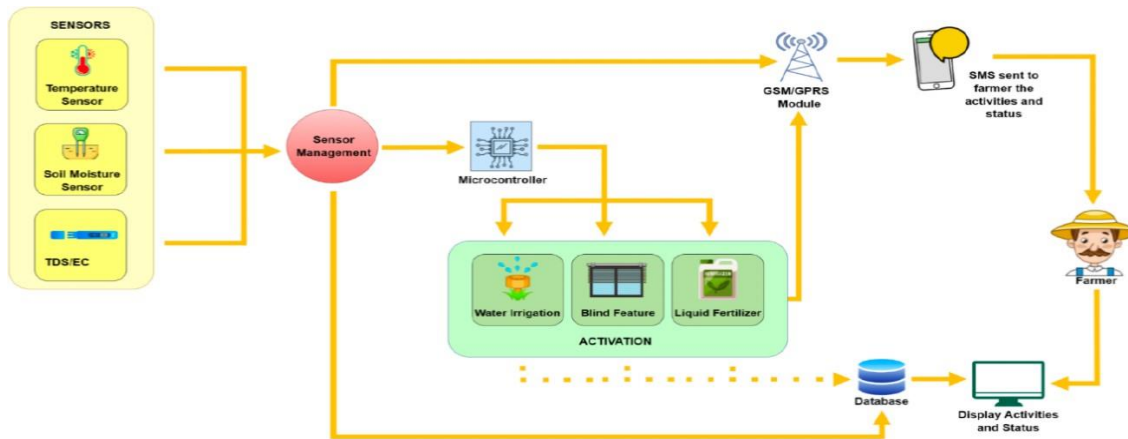 SENSORS
Temperature
Sensor
Soil Moisture
Sensor
TDS/EC
Sensor
Management
Microcontroller
GSM/GPRS
Module
SMS sent to
farmer the
activities and
status
Farmer
Water Irrigation
Blind Feature
Liquid Fertilizer
ACTIVATION
Database
Display Activities
and Status